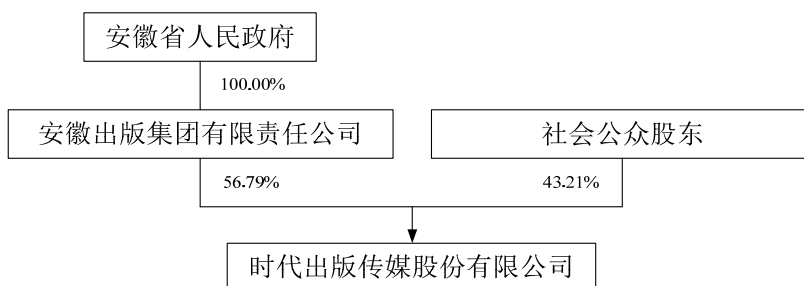 安徽省人民政府
100.00%
安徽出版集团有限责任公司
社会公众股东
56.79%
43.21%
时代出版传媒股份有限公司